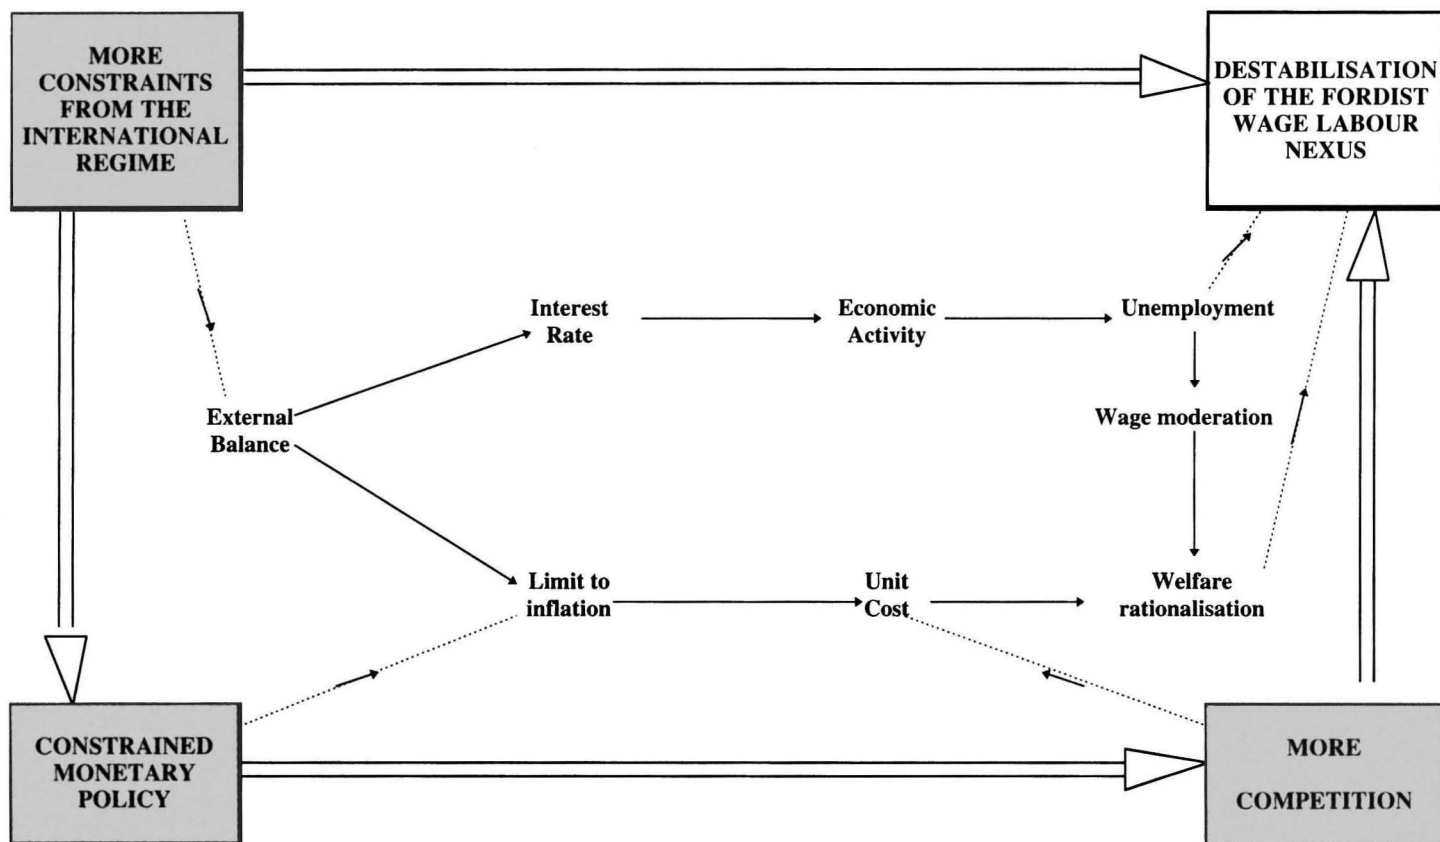 MORE
CONSTRAINTS
FROM THE
INTERNATIONAL
REGIME
DESTABILISATION
OF THE FORDIST
WAGE LABOUR
NEXUS
Interest
Rate
Economic
Activity
Unemployment
External
Balance
Wage moderation
Limit to
inflation
Unit
Cost
Welfare
rationalisation
CONSTRAINED
MONETARY
POLICY
MORE
COMPETITION